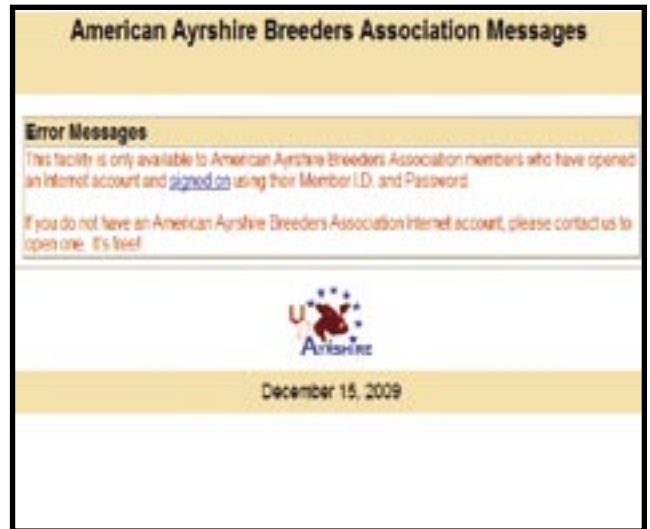 American Ayrshire Breeders Association Messages
Error Messages
This facility is only available to American Ayrshire Breeders Association members who have opened
an Internet account and signed on using their Member I.D. and Password.
If you do not have an American Ayrshire Breeders Association Internet account, please contact us to
open one. It's free!
U
AYRSHIRE
December 15, 2009